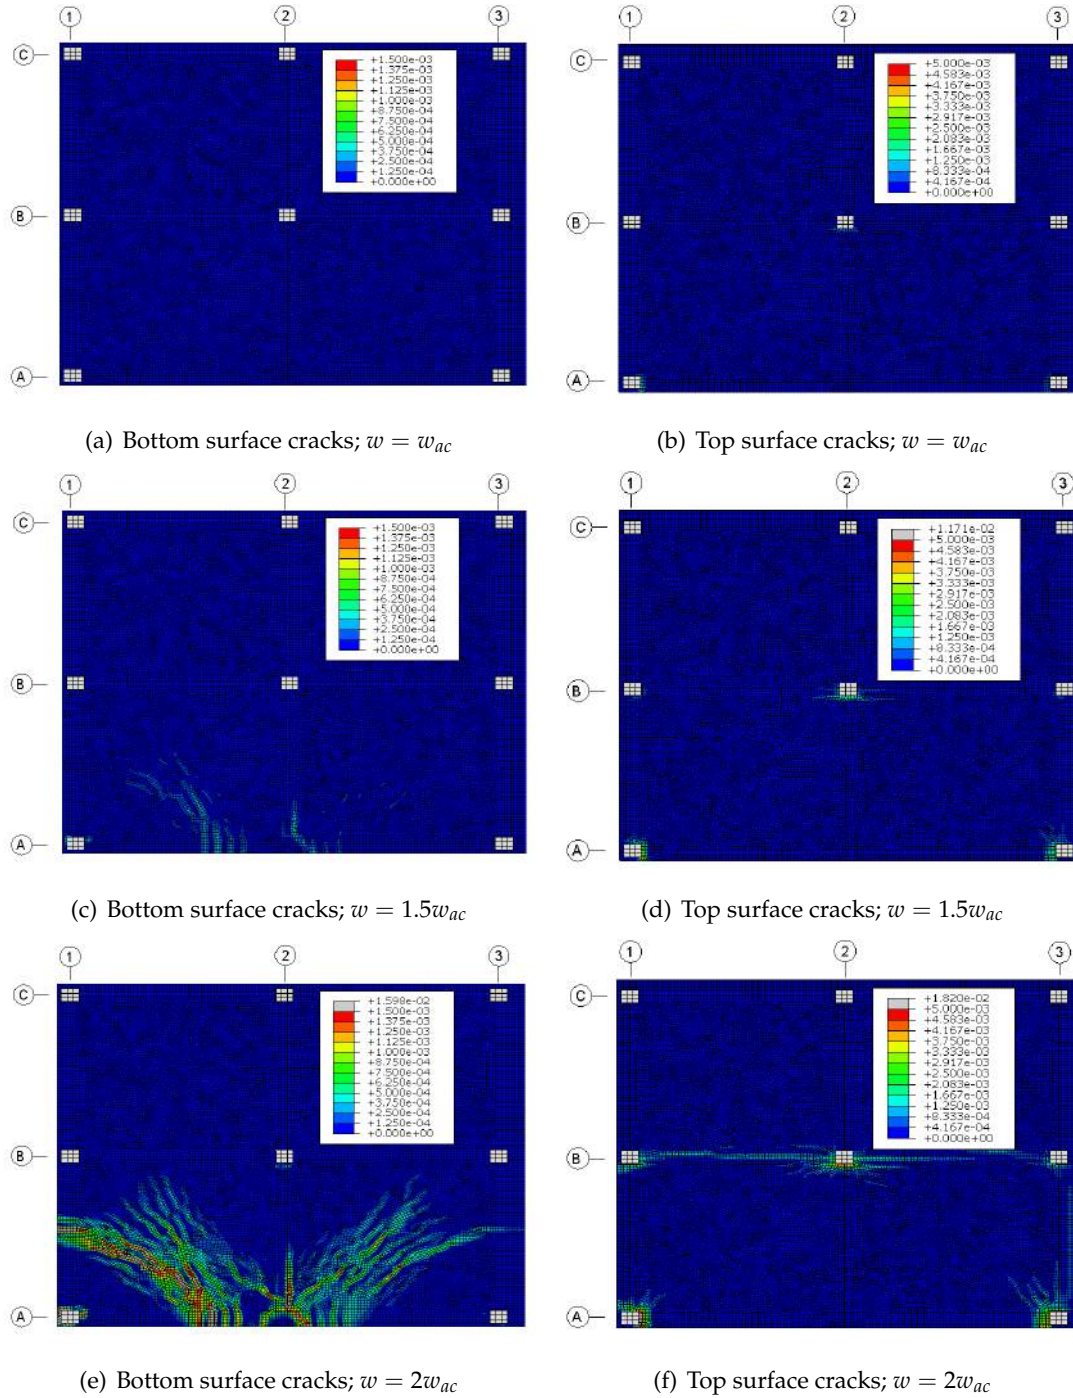 1 2 3
C
B
A
+1.500e-03
+1.375e-03
+1.250e-03
+1.125e-03
+1.000e-03
+8.750e-04
+7.500e-04
+6.250e-04
+5.000e-04
+3.750e-04
+2.500e-04
+1.250e-04
+0.000e+00
(a) Bottom surface cracks; w = w_ac
1 2 3
C
B
A
+5.000e-03
+4.583e-03
+4.167e-03
+3.750e-03
+3.333e-03
+2.917e-03
+2.500e-03
+2.083e-03
+1.667e-03
+1.250e-03
+8.333e-04
+4.167e-04
+0.000e+00
(b) Top surface cracks; w = w_ac
1 2 3
C
B
A
+1.500e-03
+1.375e-03
+1.250e-03
+1.125e-03
+1.000e-03
+8.750e-04
+7.500e-04
+6.250e-04
+5.000e-04
+3.750e-04
+2.500e-04
+1.250e-04
+0.000e+00
(c) Bottom surface cracks; w = 1.5w_ac
1 2 3
C
B
A
+1.171e-02
+5.000e-03
+4.583e-03
+4.167e-03
+3.750e-03
+3.333e-03
+2.917e-03
+2.500e-03
+2.083e-03
+1.667e-03
+1.250e-03
+8.333e-04
+4.167e-04
+0.000e+00
(d) Top surface cracks; w = 1.5w_ac
1 2 3
C
B
A
+1.598e-02
+1.500e-03
+1.375e-03
+1.250e-03
+1.125e-03
+1.000e-03
+8.750e-04
+7.500e-04
+6.250e-04
+5.000e-04
+3.750e-04
+2.500e-04
+1.250e-04
+0.000e+00
(e) Bottom surface cracks; w = 2w_ac
1 2 3
C
B
A
+1.820e-02
+5.000e-03
+4.583e-03
+4.167e-03
+3.750e-03
+3.333e-03
+2.917e-03
+2.500e-03
+2.083e-03
+1.667e-03
+1.250e-03
+8.333e-04
+4.167e-04
+0.000e+00
(f) Top surface cracks; w = 2w_ac